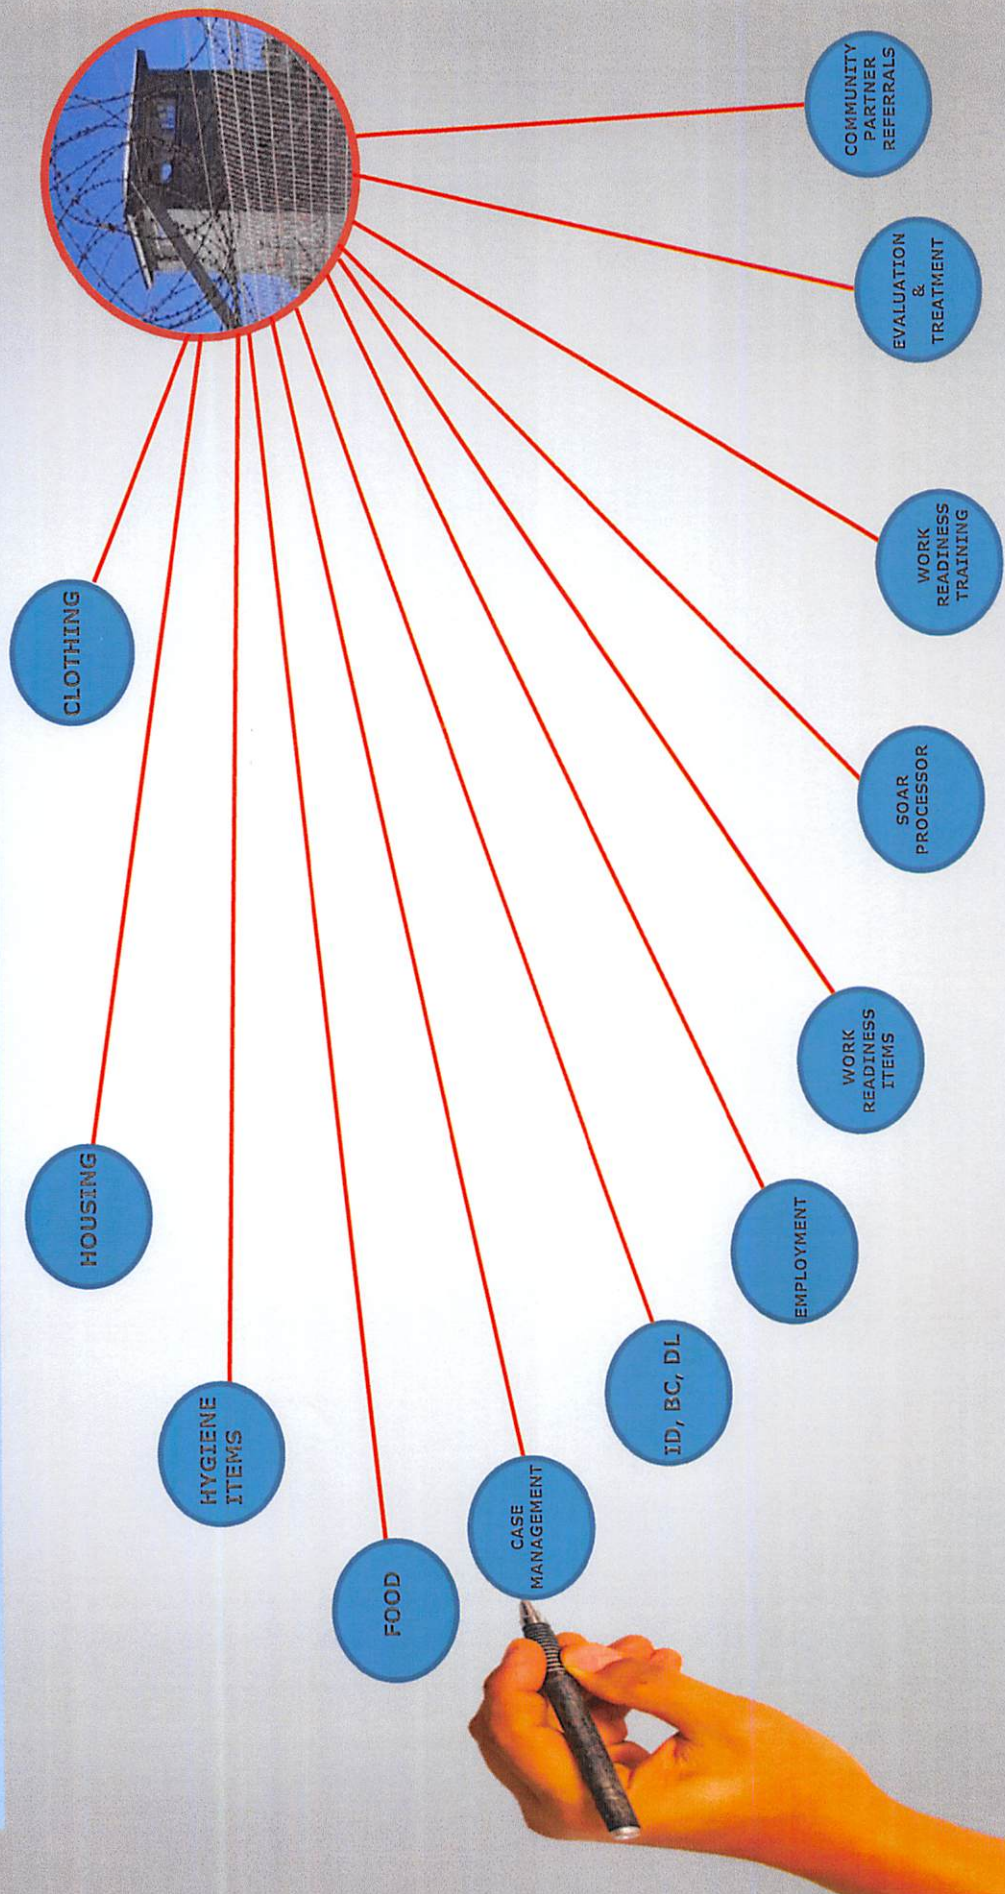 CLOTHING
HOUSING
HYGIENE
ITEMS
FOOD
CASE
MANAGEMENT
ID, BC, DL
EMPLOYMENT
WORK
READINESS
ITEMS
SOAR
PROCESSOR
WORK
READINESS
TRAINING
EVALUATION
&
TREATMENT
COMMUNITY
PARTNER
REFERRALS